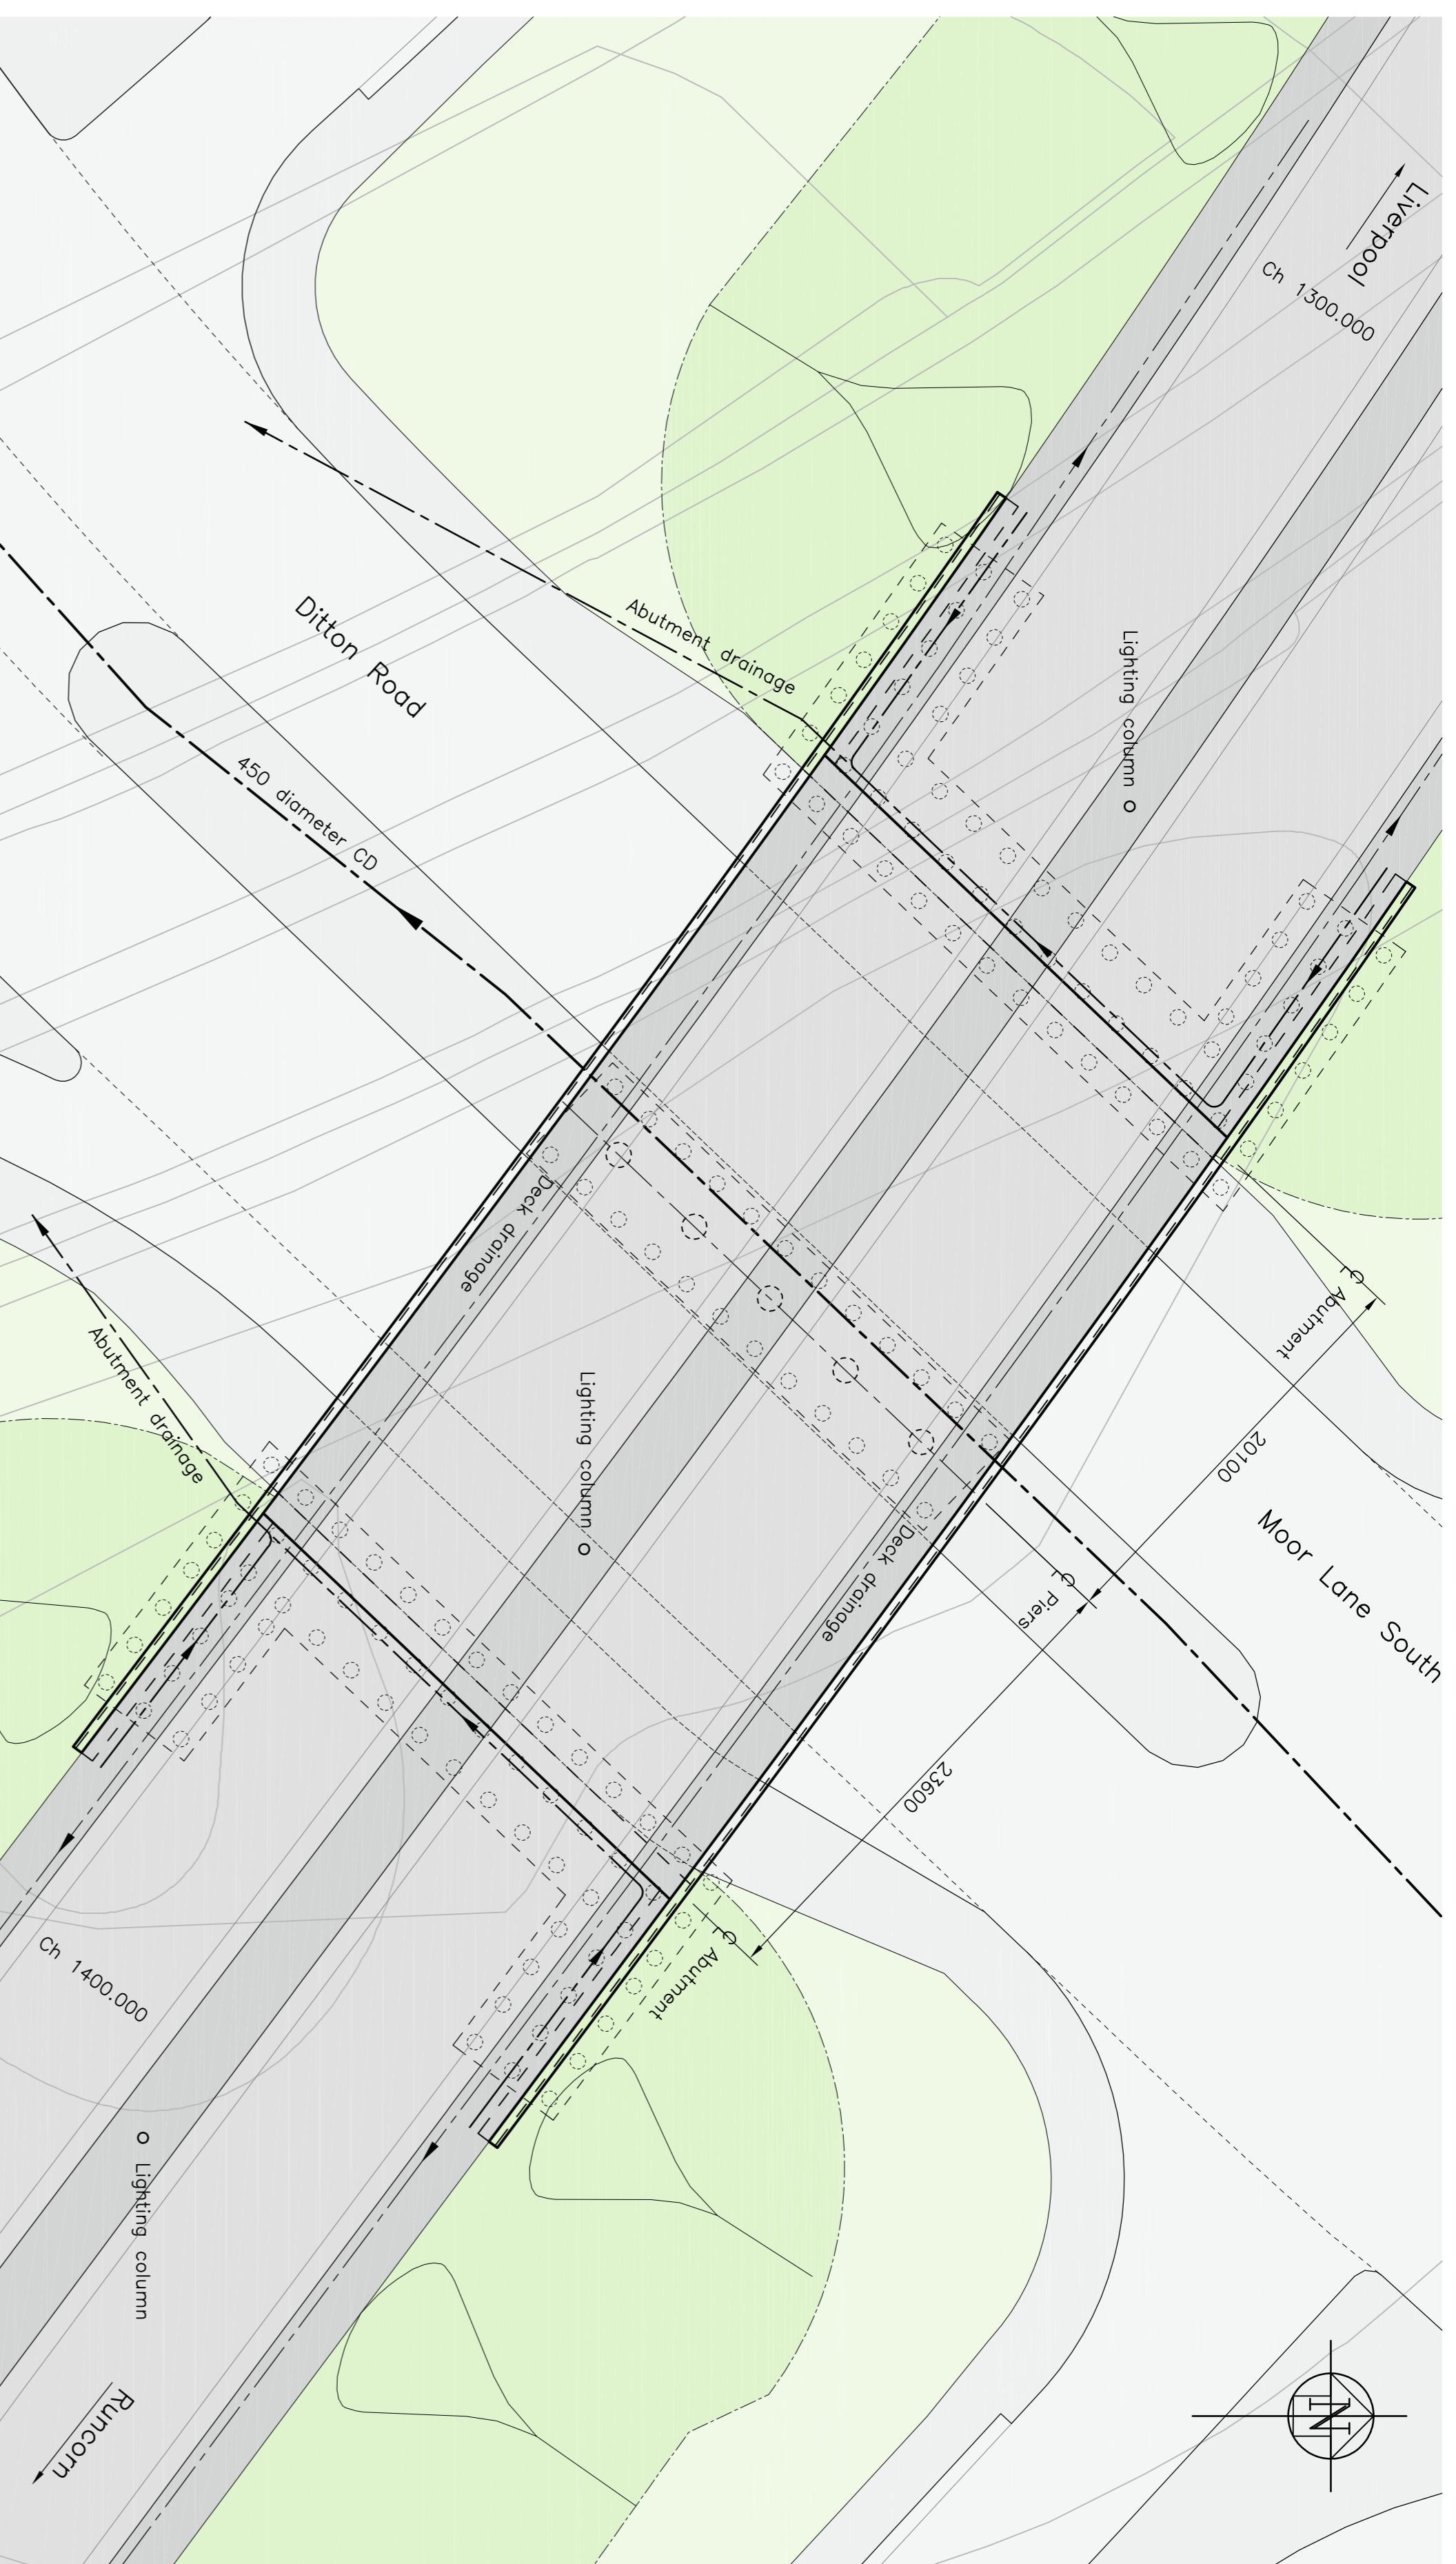 Liverpool
Ch 1300.000
Lighting column
Abutment drainage
Ditton Road
450 diameter CD
Deck drainage
℄ Abutment
20100
Moor Lane South
Abutment drainage
Lighting column
Deck drainage
℄ Piers
23600
℄ Abutment
Ch 1400.000
Lighting column
Runcorn
N